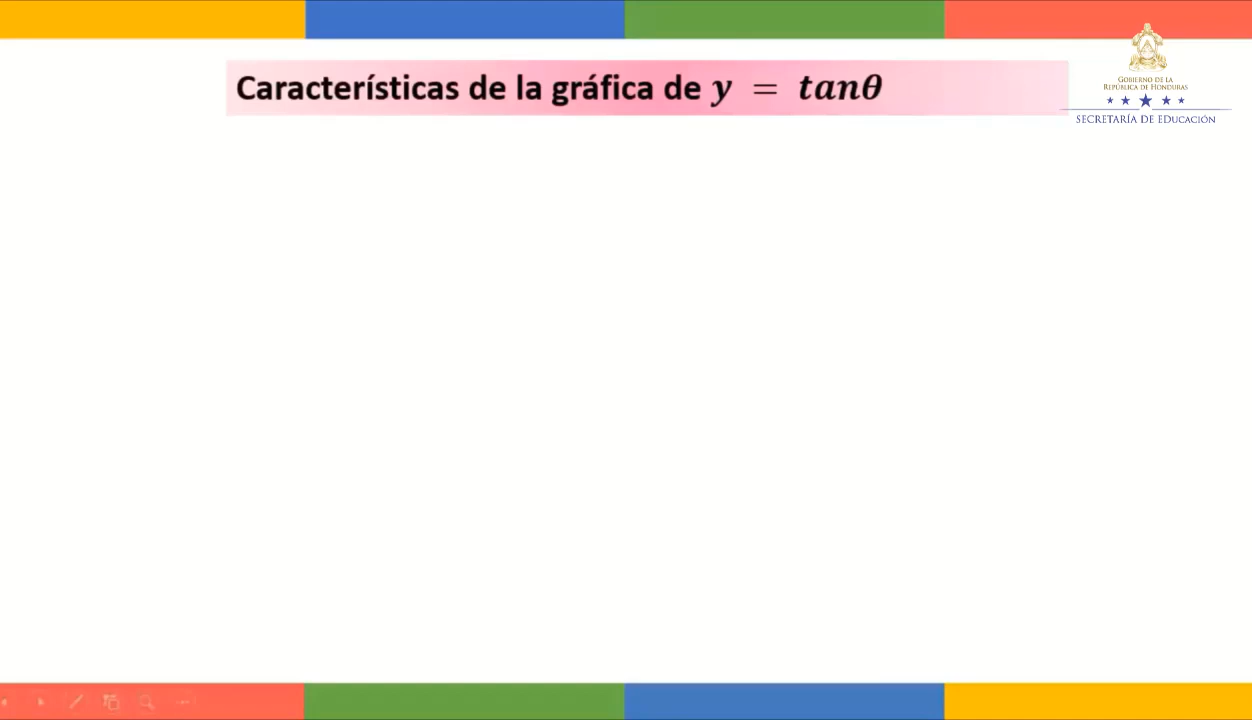 Características de la gráfica de y = tanθ
GOBIERNO DE LA
REPÚBLICA DE HONDURAS
SECRETARÍA DE EDUCACIÓN